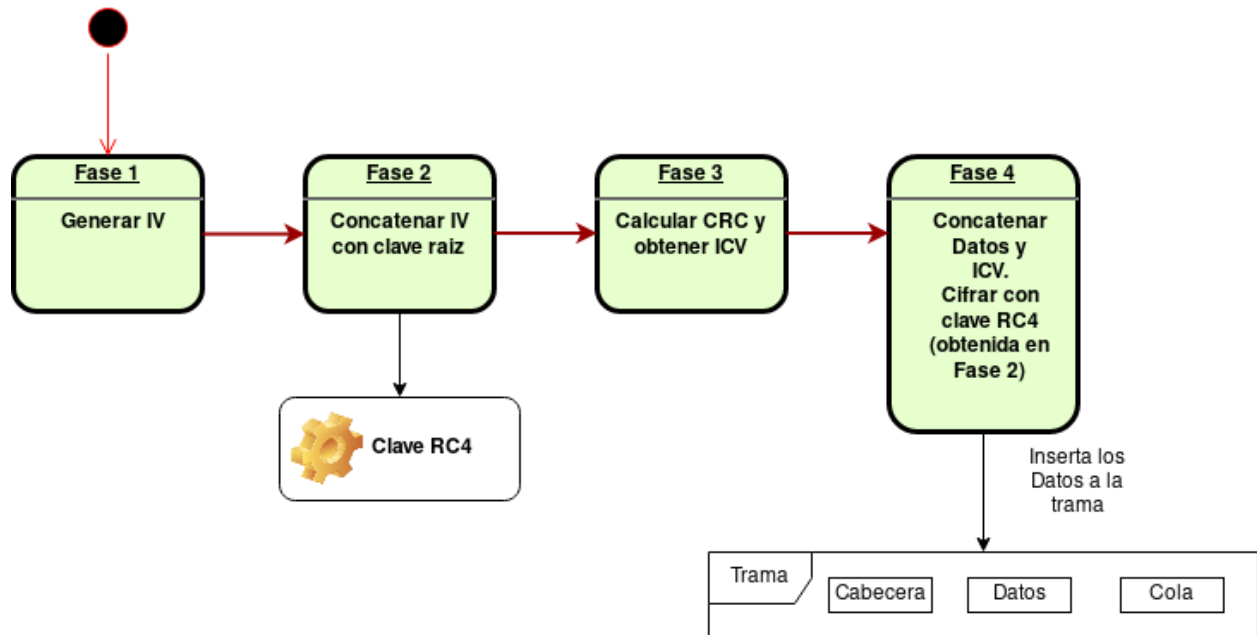 Fase 1
Generar IV
Fase 2
Concatenar IV
con clave raiz
Fase 3
Calcular CRC y
obtener ICV
Fase 4
Concatenar
Datos y
ICV.
Cifrar con
clave RC4
(obtenida en
Fase 2)
Clave RC4
Inserta los
Datos a la
trama
Trama
Cabecera
Datos
Cola